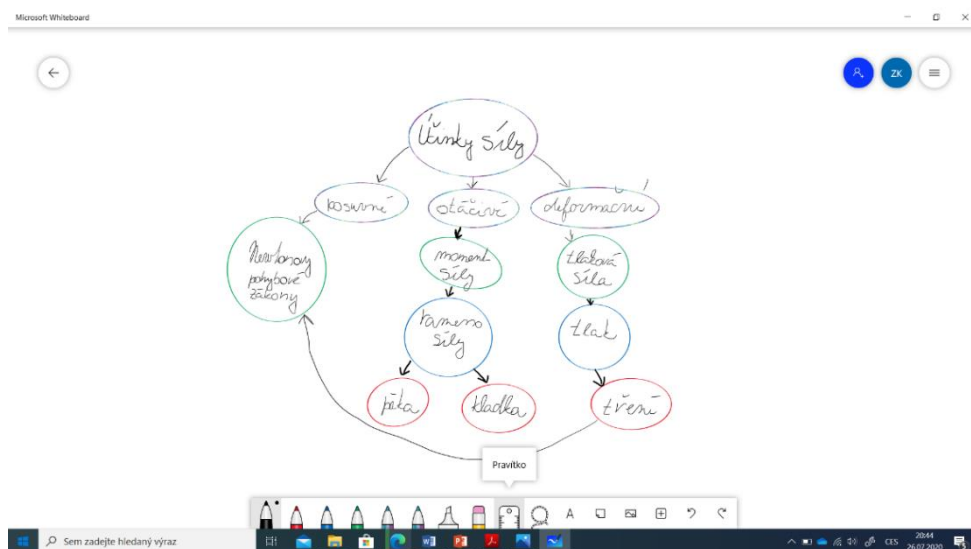 Microsoft Whiteboard
ZK
Účinky síly
posuvné
otáčivé
deformační
Newtonovy
pohybové
zákony
moment
síly
tlaková
síla
rameno
síly
tlak
páka
kladka
tření
Pravítko
A
Sem zadejte hledaný výraz
CES
20:44
26.07.2020